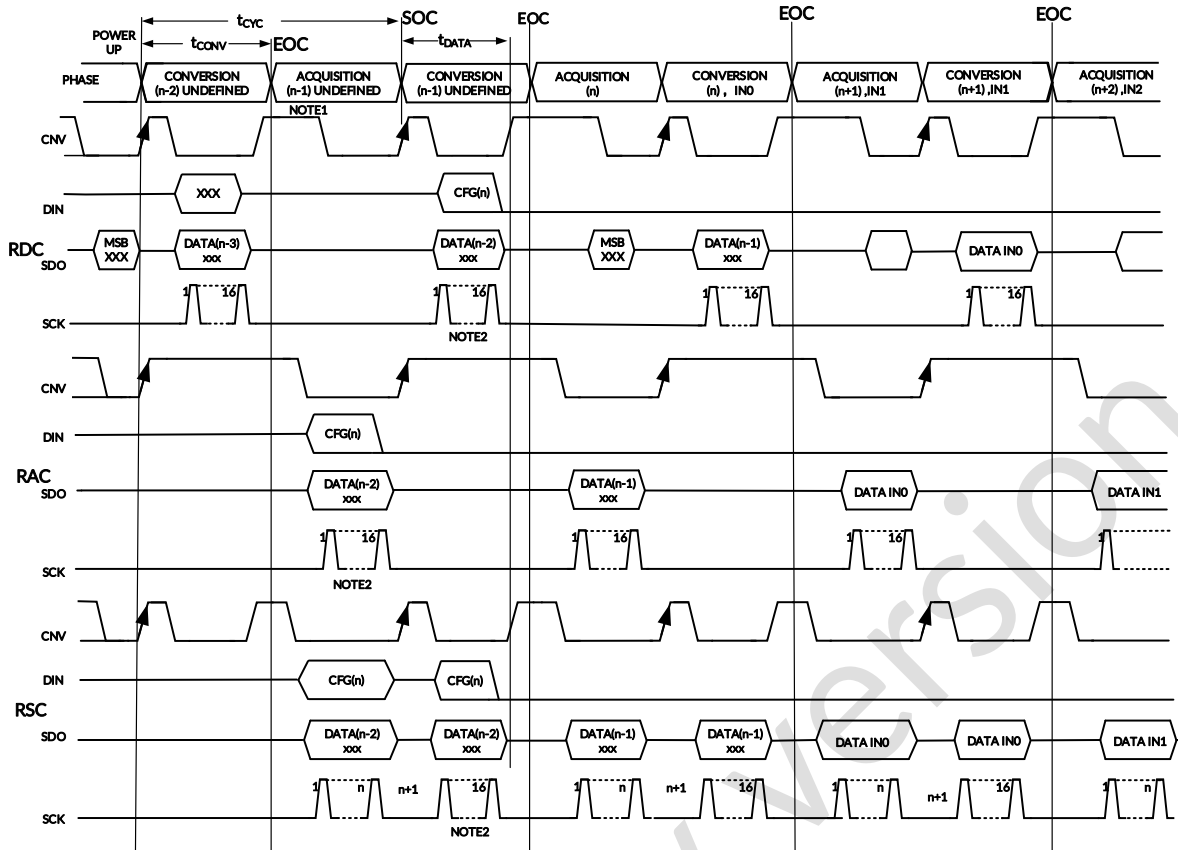 SOC
EOC
EOC
EOC
tCYC
POWER UP
tCONV
EOC
tDATA
PHASE
CONVERSION (n-2) UNDEFINED
ACQUISITION (n-1) UNDEFINED
CONVERSION (n-1) UNDEFINED
ACQUISITION (n)
CONVERSION (n) , IN0
ACQUISITION (n+1) ,IN1
CONVERSION (n+1) ,IN1
ACQUISITION (n+2) ,IN2
NOTE1
CNV
DIN
XXX
CFG(n)
RDC
SDO
MSB XXX
DATA(n-3) xxx
DATA(n-2) xxx
MSB XXX
DATA(n-1) xxx
DATA IN0
SCK
1 16
1 16
1 16
1 16
NOTE2
CNV
DIN
CFG(n)
RAC
SDO
DATA(n-2) xxx
DATA(n-1) xxx
DATA IN0
DATA IN1
SCK
1 16
1 16
1 16
1
NOTE2
CNV
DIN
CFG(n)
CFG(n)
RSC
SDO
DATA(n-2) xxx
DATA(n-2) xxx
DATA(n-1) xxx
DATA(n-1) xxx
DATA IN0
DATA IN0
DATA IN1
SCK
1 n n+1 16
1 n n+1 16
1 n n+1 16
1 n
NOTE2
version